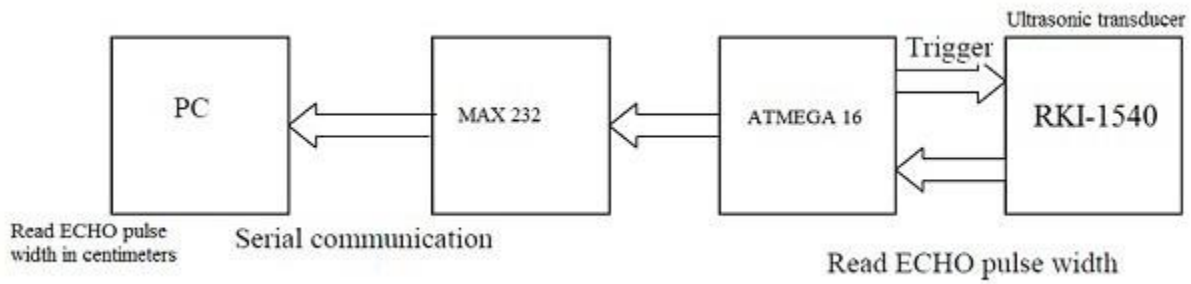 Ultrasonic transducer
Trigger
PC
MAX 232
ATMEGA 16
RKI-1540
Read ECHO pulse
width in centimeters
Serial communication
Read ECHO pulse width